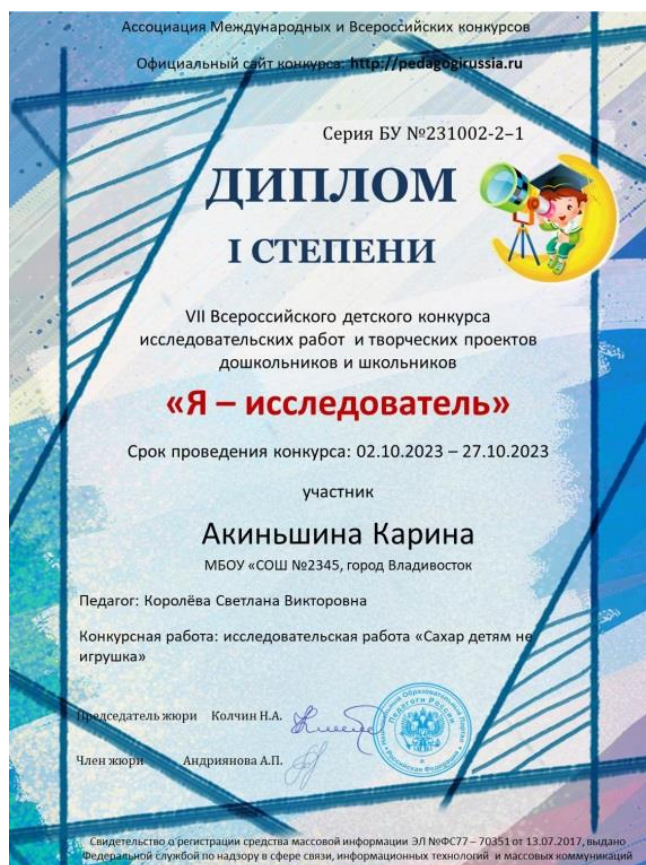 Ассоциация Международных и Всероссийских конкурсов
Официальный сайт конкурса: http://pedagogirussia.ru
Серия БУ №231002-2–1
ДИПЛОМ
I СТЕПЕНИ
VII Всероссийского детского конкурса
исследовательских работ и творческих проектов
дошкольников и школьников
«Я – исследователь»
Срок проведения конкурса: 02.10.2023 – 27.10.2023
участник
Акиньшина Карина
МБОУ «СОШ №2345, город Владивосток
Педагог: Королёва Светлана Викторовна
Конкурсная работа: исследовательская работа «Сахар детям не
игрушка»
Председатель жюри Колчин Н.А.
Член жюри Андриянова А.П.
Педагоги России
Российская Федерация
Свидетельство о регистрации средства массовой информации ЭЛ №ФС77 – 70351 от 13.07.2017, выдано
Федеральной службой по надзору в сфере связи, информационных технологий и массовых коммуникаций